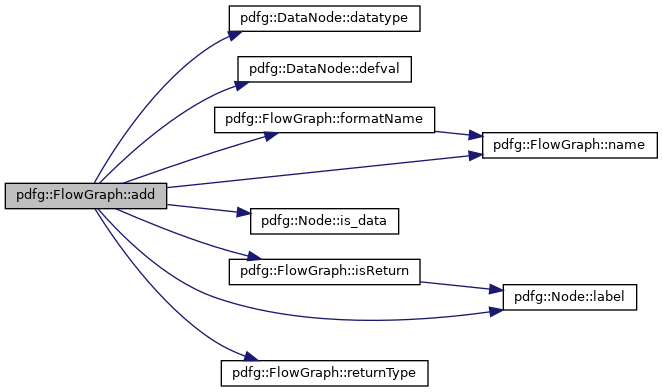 pdfg::DataNode::datatype
pdfg::DataNode::defval
pdfg::FlowGraph::formatName
pdfg::FlowGraph::name
pdfg::FlowGraph::add
pdfg::Node::is_data
pdfg::FlowGraph::isReturn
pdfg::Node::label
pdfg::FlowGraph::returnType